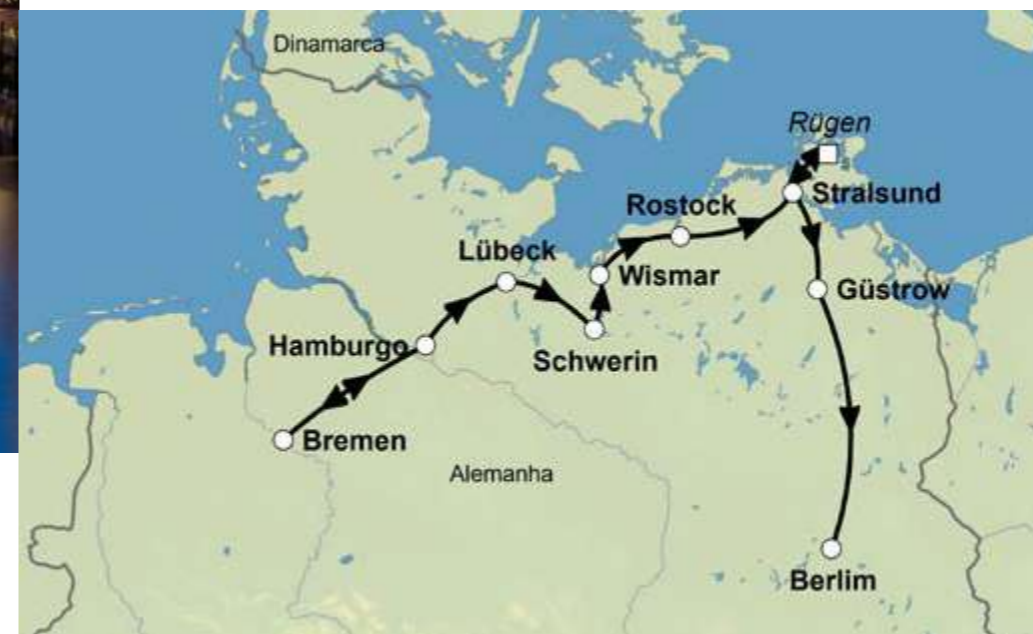 Dinamarca
Rügen
Stralsund
Rostock
Lübeck
Wismar
Güstrow
Hamburgo
Schwerin
Bremen
Alemanha
Berlim